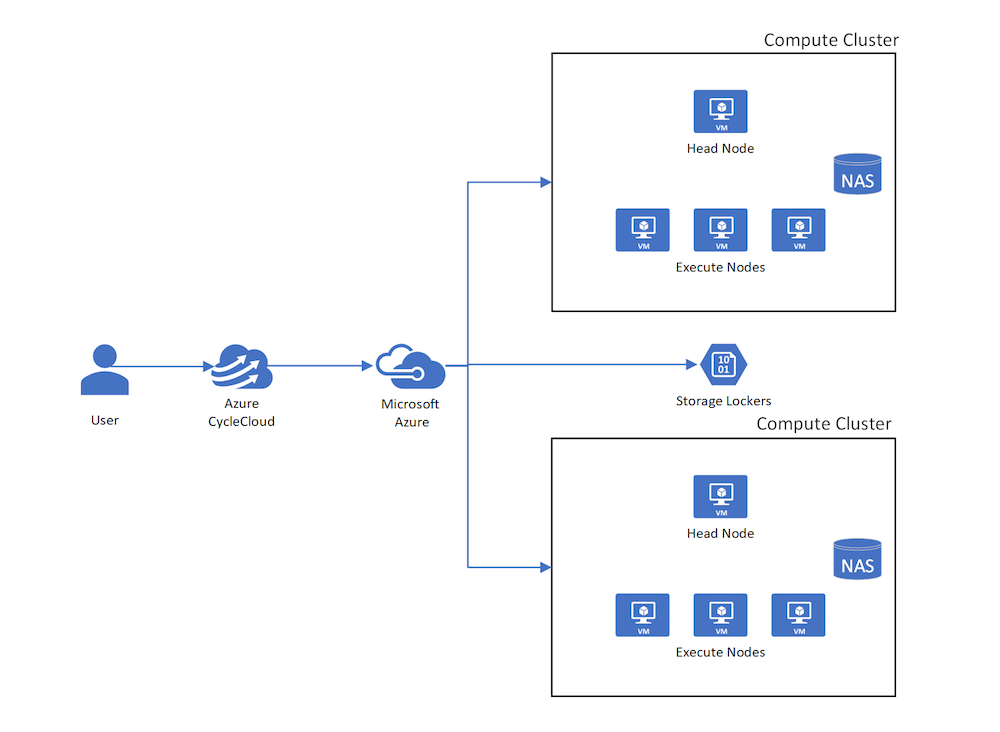 Compute Cluster
VM
Head Node
NAS
VM
VM
VM
Execute Nodes
User
Azure
CycleCloud
Microsoft
Azure
10
01
Storage Lockers
Compute Cluster
VM
Head Node
NAS
VM
VM
VM
Execute Nodes